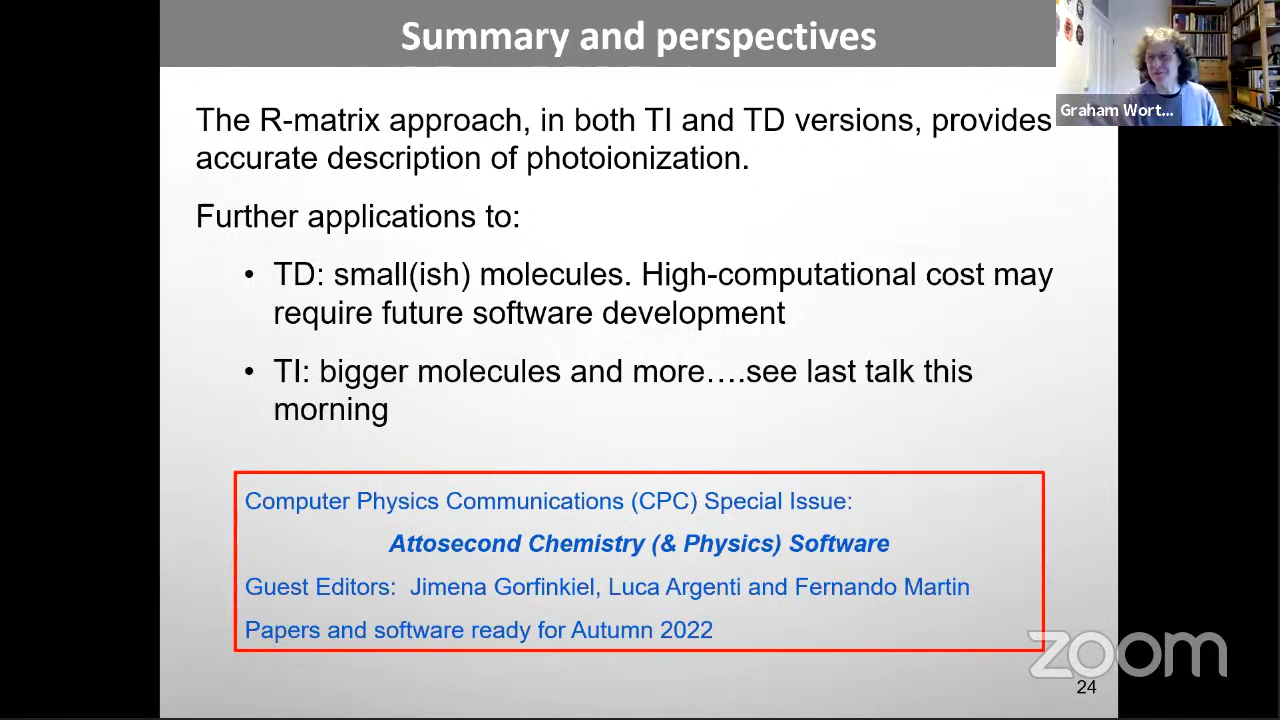 Summary and perspectives
Graham Wort...
The R-matrix approach, in both TI and TD versions, provides
accurate description of photoionization.
Further applications to:
• TD: small(ish) molecules. High-computational cost may
require future software development
• TI: bigger molecules and more….see last talk this
morning
Computer Physics Communications (CPC) Special Issue:
Attosecond Chemistry (& Physics) Software
Guest Editors: Jimena Gorfinkiel, Luca Argenti and Fernando Martin
Papers and software ready for Autumn 2022
zoom
24